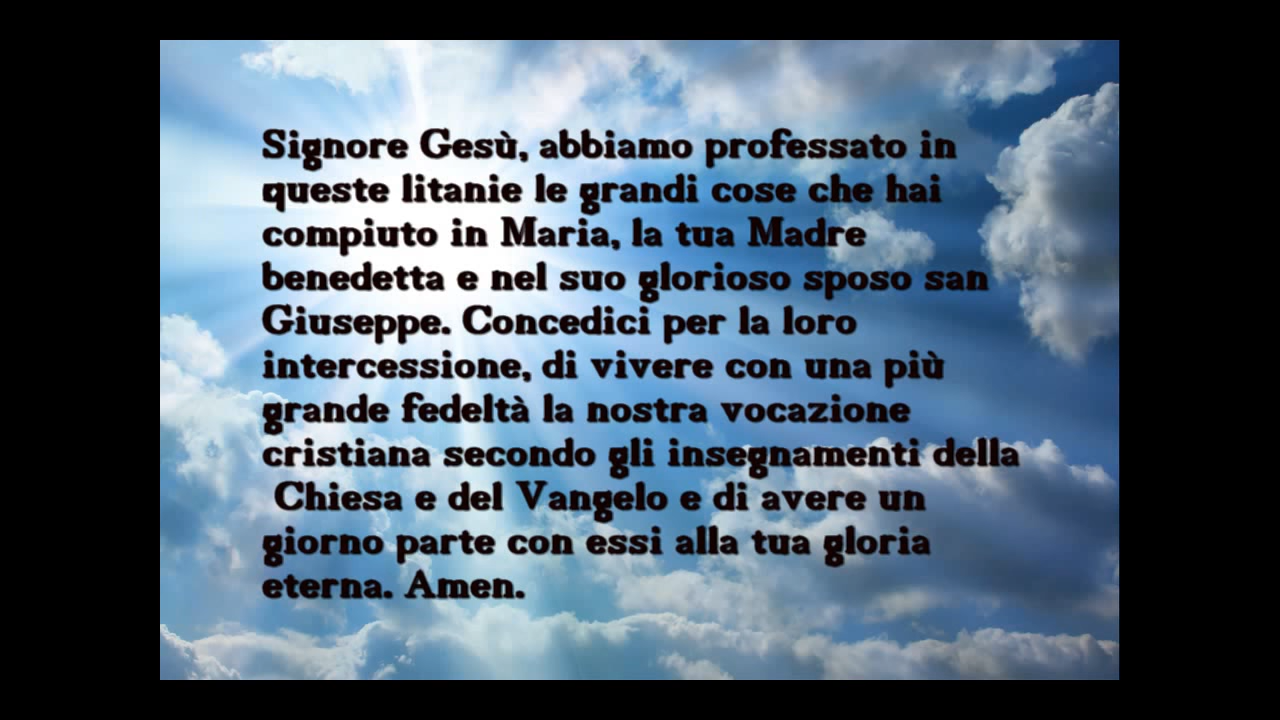 Signore Gesù, abbiamo professato in
queste litanie le grandi cose che hai
compiuto in Maria, la tua Madre
benedetta e nel suo glorioso sposo san
Giuseppe. Concedici per la loro
intercessione, di vivere con una più
grande fedeltà la nostra vocazione
cristiana secondo gli insegnamenti della
Chiesa e del Vangelo e di avere un
giorno parte con essi alla tua gloria
eterna. Amen.